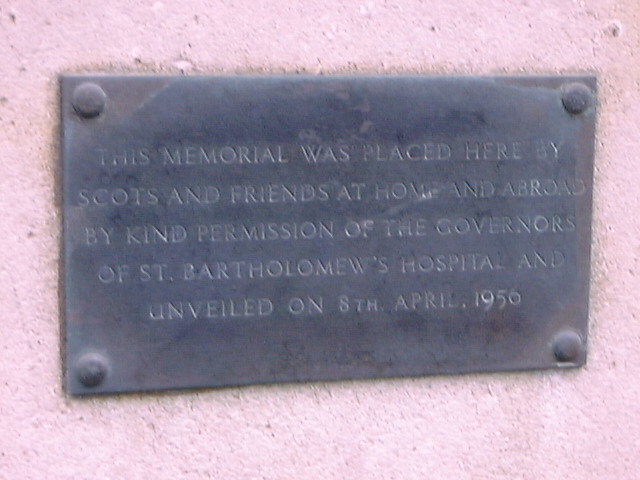 THIS MEMORIAL WAS PLACED HERE BY
SCOTS AND FRIENDS AT HOME AND ABROAD
BY KIND PERMISSION OF THE GOVERNORS
OF ST. BARTHOLOMEW'S HOSPITAL AND
UNVEILED ON 8TH APRIL, 1956